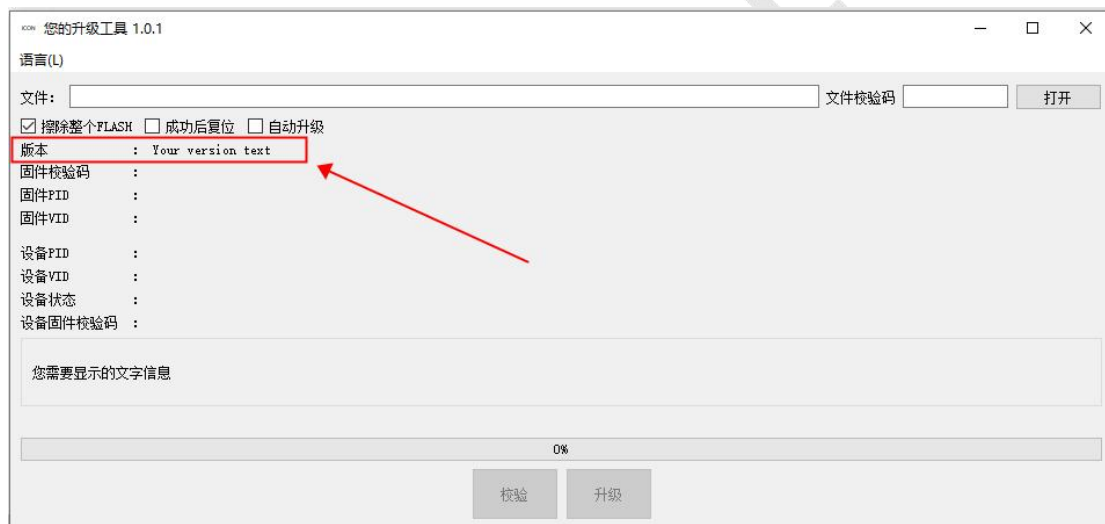 ICON 您的升级工具 1.0.1
语言(L)
文件: 文件校验码 打开
擦除整个FLASH 成功后复位 自动升级
版本 : Your version text
固件校验码 :
固件PID :
固件VID :
设备PID :
设备VID :
设备状态 :
设备固件校验码 :
您需要显示的文字信息
0%
校验 升级